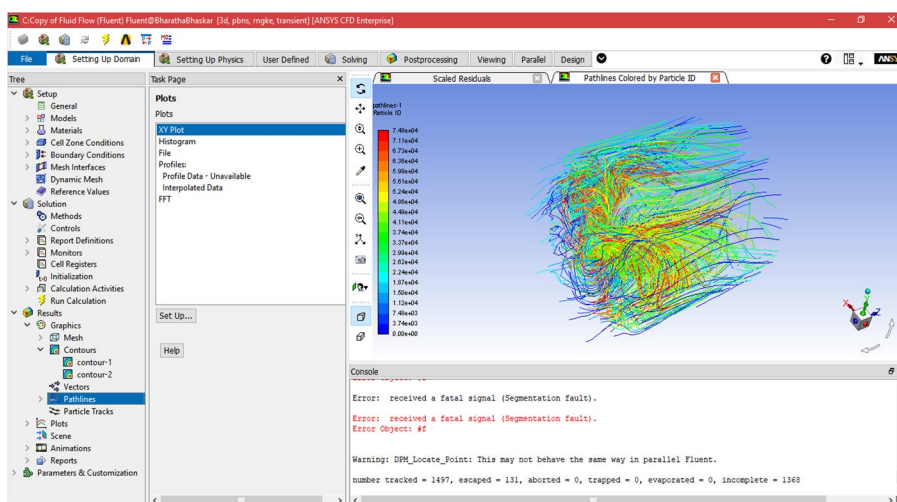 C:Copy of Fluid Flow (Fluent) Fluent@BharathaBhaskar [3d, pbns, rngke, transient] [ANSYS CFD Enterprise]
File Setting Up Domain Setting Up Physics User Defined Solving Postprocessing Viewing Parallel Design ANSY
Tree
Setup
General
Models
Materials
Cell Zone Conditions
Boundary Conditions
Mesh Interfaces
Dynamic Mesh
Reference Values
Solution
Methods
Controls
Report Definitions
Monitors
Cell Registers
Initialization
Calculation Activities
Run Calculation
Results
Graphics
Mesh
Contours
contour-1
contour-2
Vectors
Pathlines
Particle Tracks
Plots
Scene
Animations
Reports
Parameters & Customization
Task Page
Plots
Plots
XY Plot
Histogram
File
Profiles:
Profile Data - Unavailable
Interpolated Data
FFT
Set Up...
Help
Scaled Residuals
Pathlines Colored by Particle ID
pathlines-1
Particle ID
7.48e+04
7.11e+04
6.73e+04
6.36e+04
5.99e+04
5.61e+04
5.24e+04
4.86e+04
4.49e+04
4.11e+04
3.74e+04
3.37e+04
2.99e+04
2.62e+04
2.24e+04
1.87e+04
1.50e+04
1.12e+04
7.48e+03
3.74e+03
0.00e+00
X
Y
Z
Console
Error: received a fatal signal (Segmentation fault).
Error: received a fatal signal (Segmentation fault).
Error Object: #f
Warning: DPM_Locate_Point: This may not behave the same way in parallel Fluent.
number tracked = 1497, escaped = 131, aborted = 0, trapped = 0, evaporated = 0, incomplete = 1368